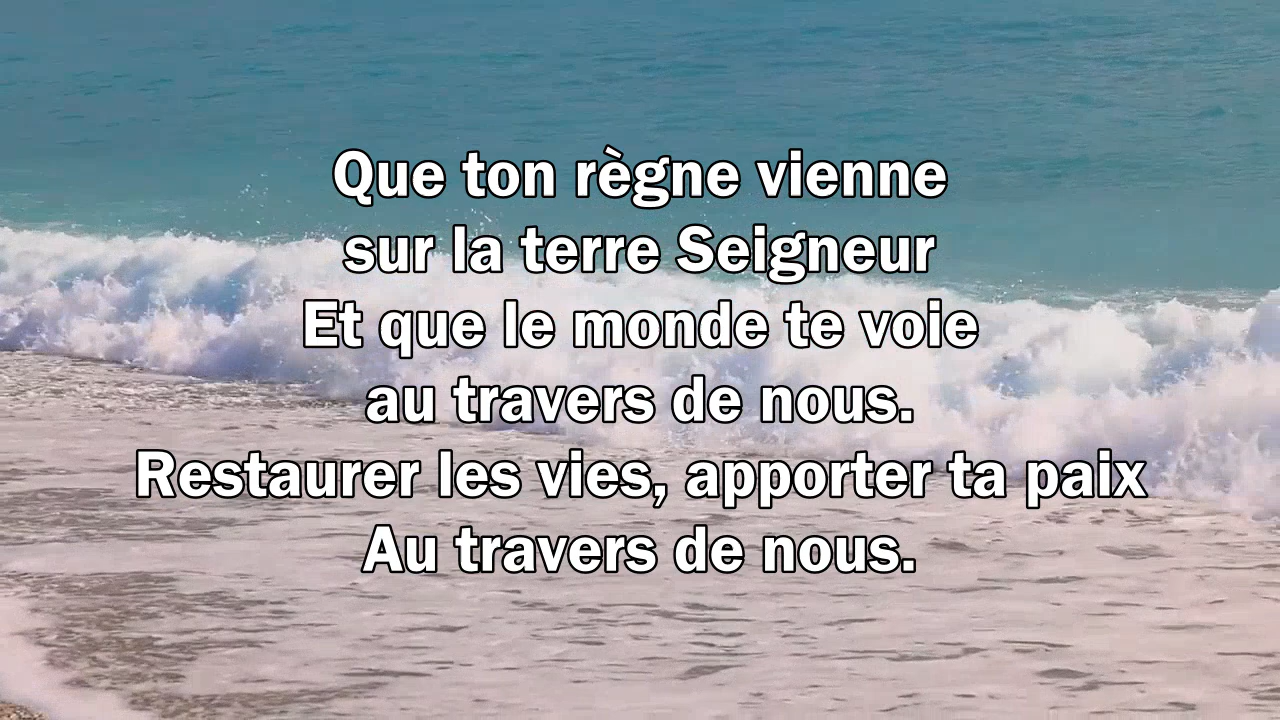 Que ton règne vienne
sur la terre Seigneur
Et que le monde te voie
au travers de nous.
Restaurer les vies, apporter ta paix
Au travers de nous.